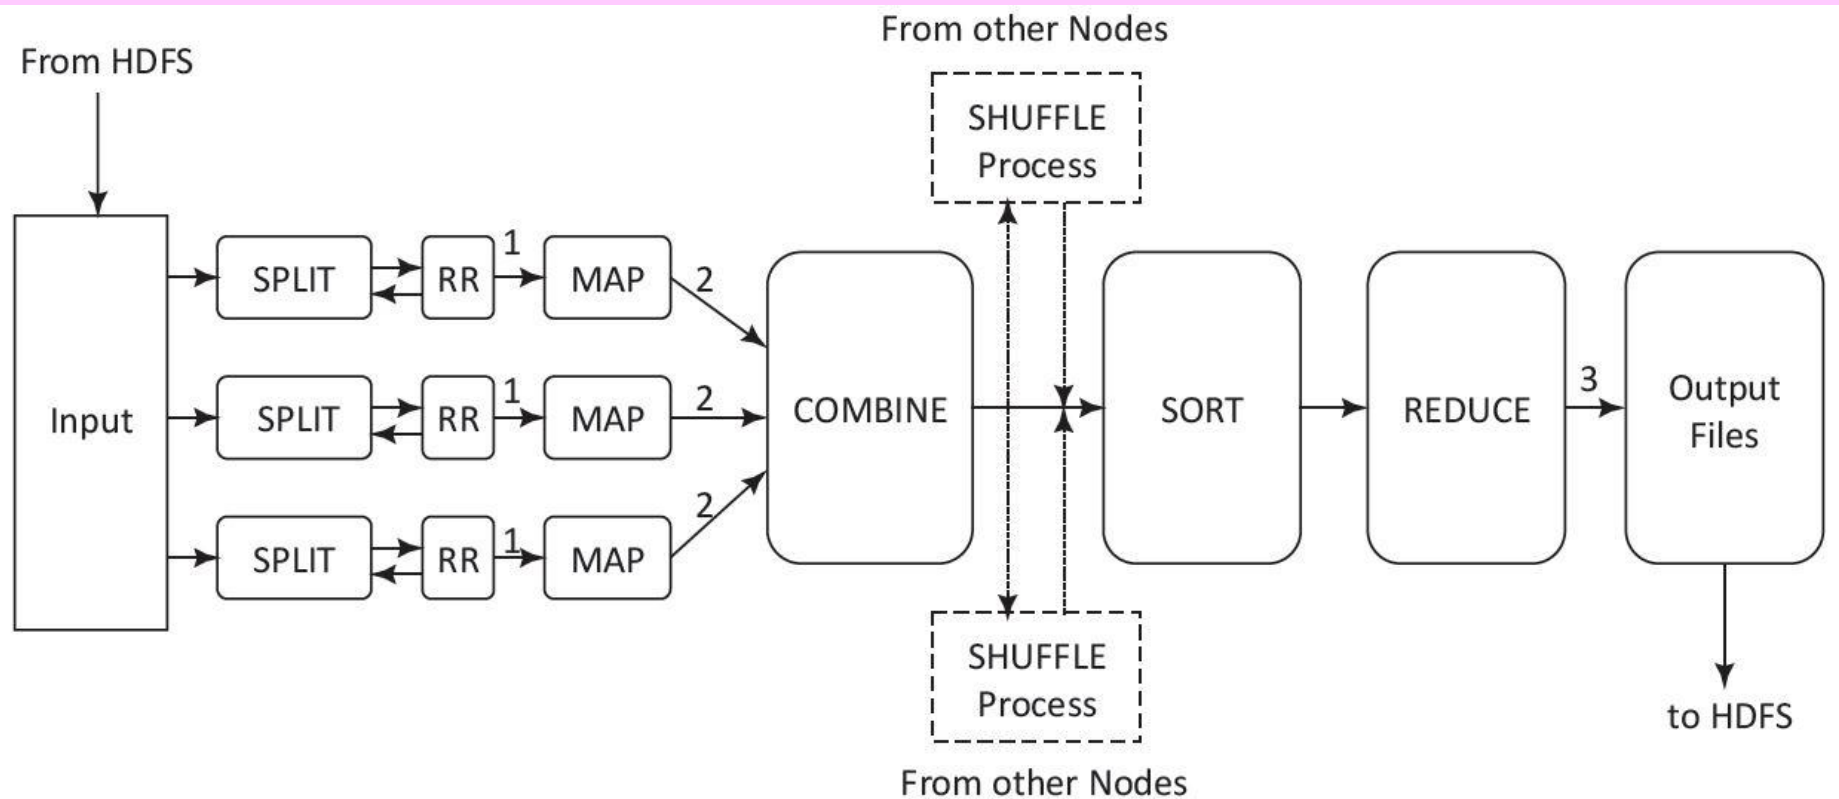 From other Nodes
From HDFS
SHUFFLE
Process
1
SPLIT
RR
MAP
2
1
SPLIT
RR
MAP
2
1
SPLIT
RR
MAP
2
Input
COMBINE
SORT
REDUCE
3
Output
Files
SHUFFLE
Process
to HDFS
From other Nodes